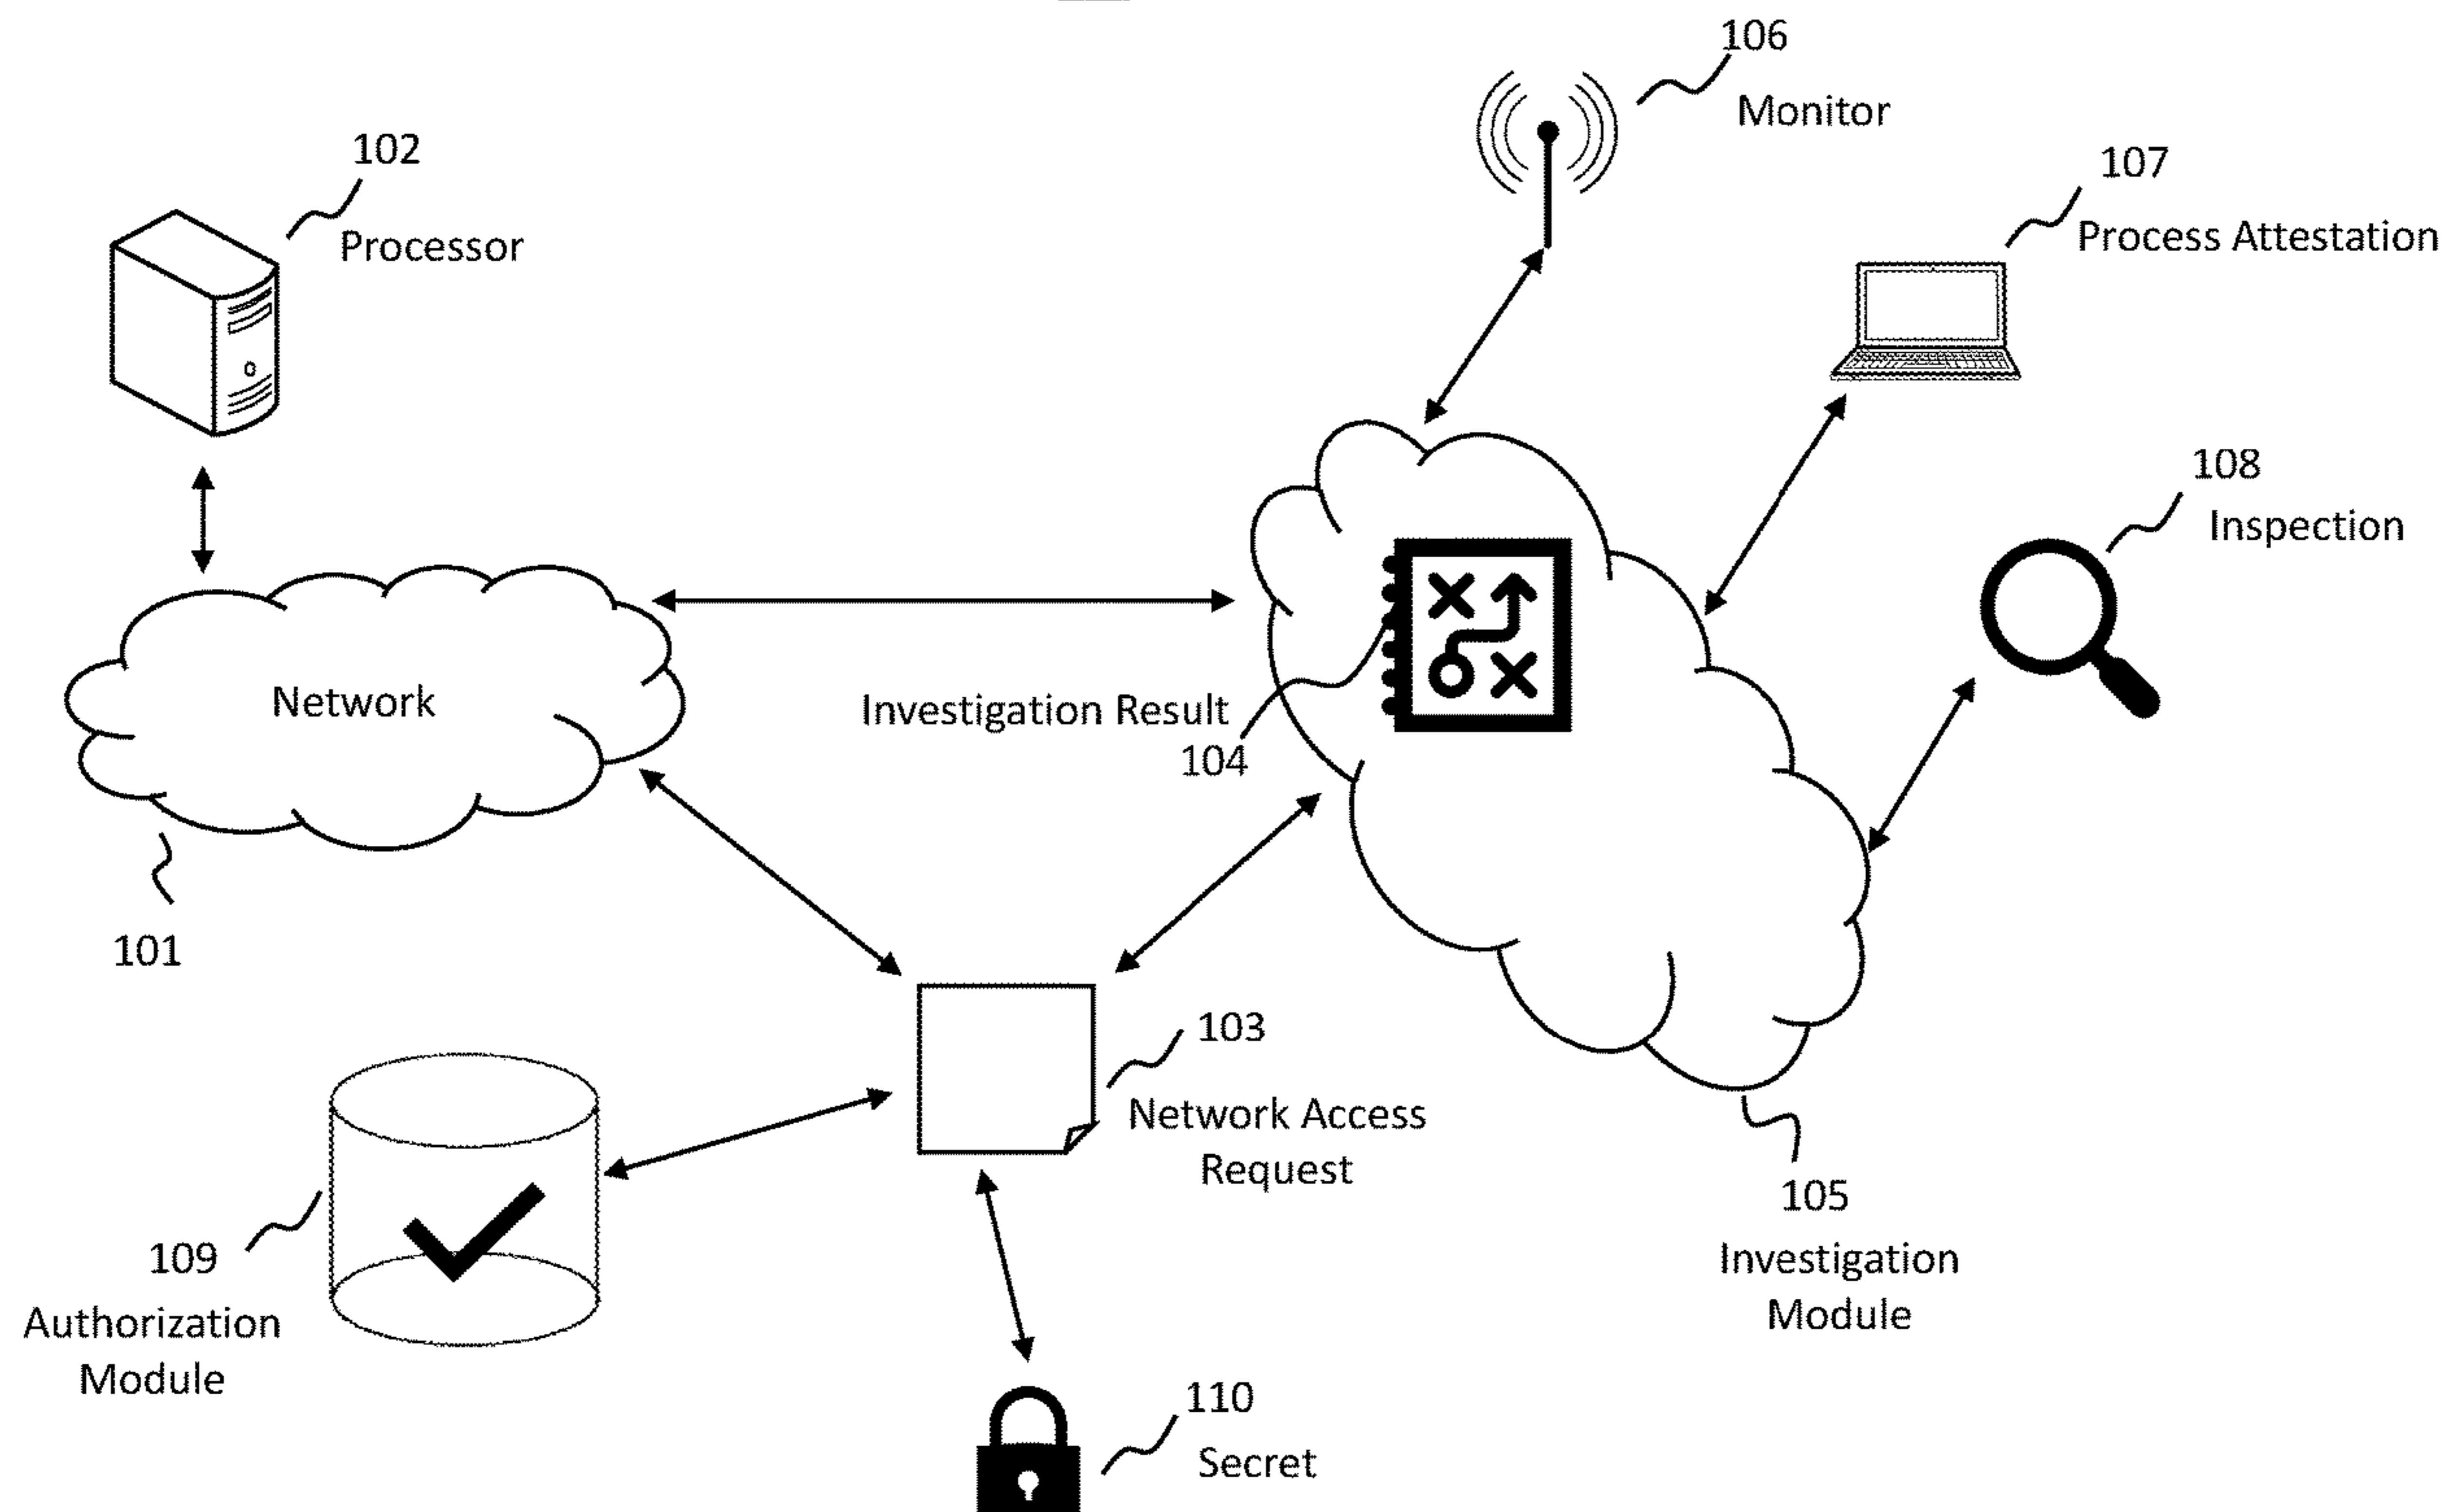 106
Monitor
102
Processor
107
Process Attestation
108
Inspection
Network
Investigation Result
104
101
103
Network Access
Request
109
Authorization
Module
105
Investigation
Module
110
Secret